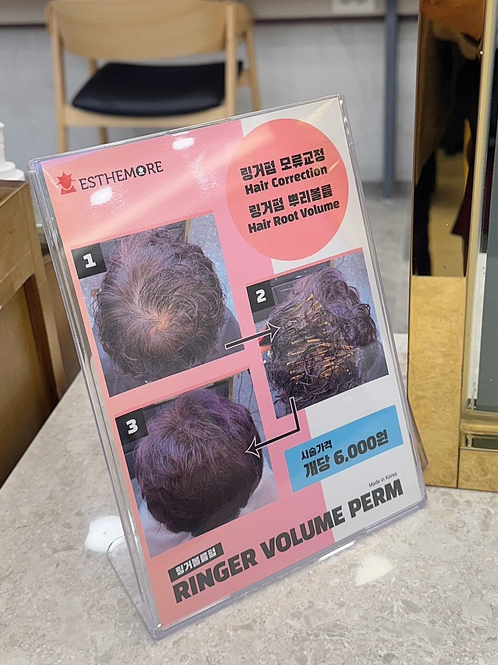 ESTHEMORE
링거펌 모류교정
Hair Correction
링거펌 뿌리볼륨
Hair Root Volume
1
2
3
시술가격
개당 6,000원
Made in Korea
링거볼륨펌
RINGER VOLUME PERM